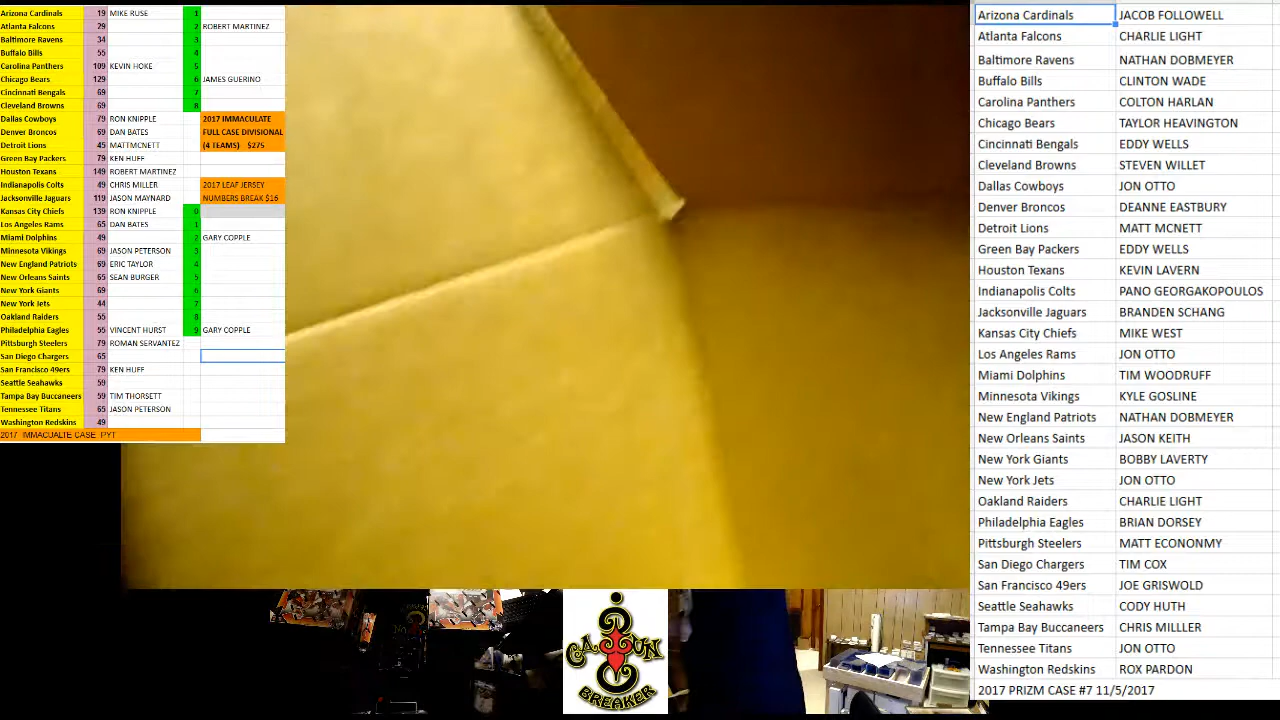 Arizona Cardinals 19 MIKE RUSE 1
Atlanta Falcons 29 2 ROBERT MARTINEZ
Baltimore Ravens 34 3
Buffalo Bills 55 4
Carolina Panthers 109 KEVIN HOKE 5
Chicago Bears 129 6 JAMES GUERINO
Cincinnati Bengals 69 7
Cleveland Browns 69 8
Dallas Cowboys 79 RON KNIPPLE 2017 IMMACULATE
Denver Broncos 69 DAN BATES FULL CASE DIVISIONAL
Detroit Lions 45 MATTMCNETT (4 TEAMS) $275
Green Bay Packers 79 KEN HUFF
Houston Texans 149 ROBERT MARTINEZ
Indianapolis Colts 49 CHRIS MILLER 2017 LEAF JERSEY
Jacksonville Jaguars 119 JASON MAYNARD NUMBERS BREAK $16
Kansas City Chiefs 139 RON KNIPPLE 0
Los Angeles Rams 65 DAN BATES 1
Miami Dolphins 49 2 GARY COPPLE
Minnesota Vikings 69 JASON PETERSON 3
New England Patriots 69 ERIC TAYLOR 4
New Orleans Saints 65 SEAN BURGER 5
New York Giants 69 6
New York Jets 44 7
Oakland Raiders 55 8
Philadelphia Eagles 55 VINCENT HURST 9 GARY COPPLE
Pittsburgh Steelers 79 ROMAN SERVANTEZ
San Diego Chargers 65
San Francisco 49ers 79 KEN HUFF
Seattle Seahawks 59
Tampa Bay Buccaneers 59 TIM THORSETT
Tennessee Titans 65 JASON PETERSON
Washington Redskins 49
2017 IMMACUALTE CASE PYT
Arizona Cardinals JACOB FOLLOWELL
Atlanta Falcons CHARLIE LIGHT
Baltimore Ravens NATHAN DOBMEYER
Buffalo Bills CLINTON WADE
Carolina Panthers COLTON HARLAN
Chicago Bears TAYLOR HEAVINGTON
Cincinnati Bengals EDDY WELLS
Cleveland Browns STEVEN WILLET
Dallas Cowboys JON OTTO
Denver Broncos DEANNE EASTBURY
Detroit Lions MATT MCNETT
Green Bay Packers EDDY WELLS
Houston Texans KEVIN LAVERN
Indianapolis Colts PANO GEORGAKOPULOS
Jacksonville Jaguars BRANDEN SCHANG
Kansas City Chiefs MIKE WEST
Los Angeles Rams JON OTTO
Miami Dolphins TIM WOODRUFF
Minnesota Vikings KYLE GOSLINE
New England Patriots NATHAN DOBMEYER
New Orleans Saints JASON KEITH
New York Giants BOBBY LAVERTY
New York Jets JON OTTO
Oakland Raiders CHARLIE LIGHT
Philadelphia Eagles BRIAN DORSEY
Pittsburgh Steelers MATT ECONONMY
San Diego Chargers TIM COX
San Francisco 49ers JOE GRISWOLD
Seattle Seahawks CODY HUTH
Tampa Bay Buccaneers CHRIS MILLLER
Tennessee Titans JON OTTO
Washington Redskins ROX PARDON
2017 PRIZM CASE #7 11/5/2017
CAJUN
BREAKER